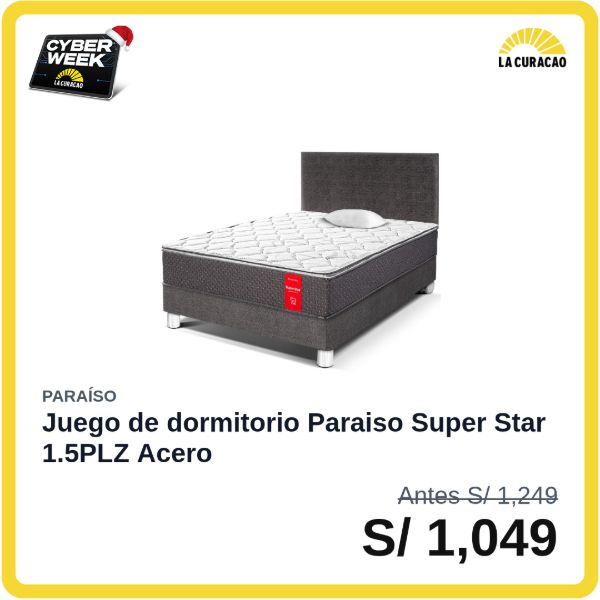 CYBER
WEEK
LA CURACAO
LA CURACAO
PARAÍSO
Juego de dormitorio Paraiso Super Star
1.5PLZ Acero
Antes S/ 1,249
S/ 1,049